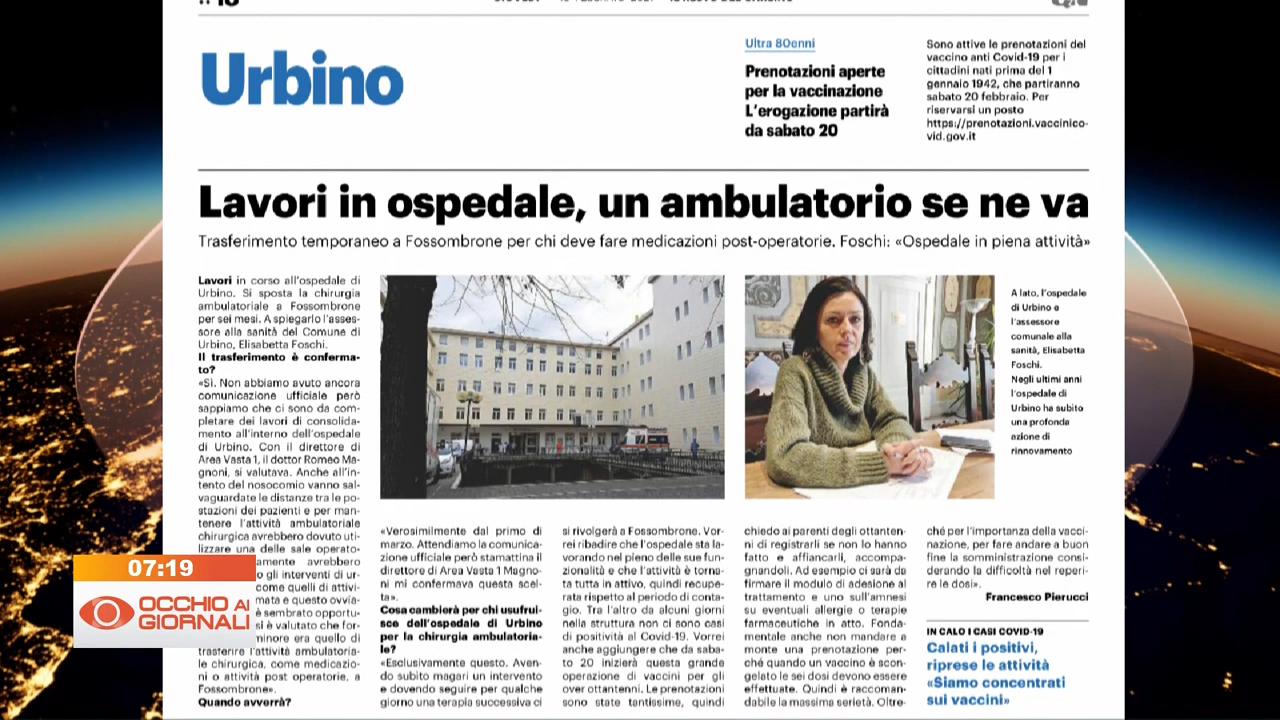 Urbino
Ultra 80enni
Prenotazioni aperte
per la vaccinazione
L'erogazione partirà
da sabato 20
Sono attive le prenotazioni del
vaccino anti Covid-19 per i
cittadini nati prima del 1
gennaio 1942, che partiranno
sabato 20 febbraio. Per
riservarsi un posto
https://prenotazioni.vaccinico-
vid.gov.it
Lavori in ospedale, un ambulatorio se ne va
Trasferimento temporaneo a Fossombrone per chi deve fare medicazioni post-operatorie. Foschi: «Ospedale in piena attività»
Lavori in corso all'ospedale di
Urbino. Si sposta la chirurgia
ambulatoriale a Fossombrone
per sei mesi. A spiegarlo l'asses-
sore alla sanità del Comune di
Urbino, Elisabetta Foschi.
Il trasferimento è conferma-
to?
«Sì. Non abbiamo avuto ancora
comunicazione ufficiale però
sappiamo che ci sono da com-
pletare dei lavori di consolida-
mento all'interno dell'ospedale
di Urbino. Con il direttore di
Area Vasta 1, il dottor Romeo Ma-
gnoni, si valutava. Anche all'in-
tento del nosocomio vanno sal-
vaguardate le distanze tra le po-
stazioni dei pazienti e per man-
tenere l'attività ambulatoriale
chirurgica avrebbero dovuto uti-
lizzare una delle sale operato-
amente avrebbero
o gli interventi di ur-
come quelli di attivi-
mata e questo ovvia-
è sembrato opportu-
si è valutato che for-
minore era quello di
trasferire l'attività ambulatoria-
le chirurgica, come medicazio-
ni o attività post operatorie, a
Fossombrone».
Quando avverrà?
«Verosimilmente dal primo di
marzo. Attendiamo la comunica-
zione ufficiale però stamattina il
direttore di Area Vasta 1 Magno-
ni mi confermava questa scel-
ta».
Cosa cambierà per chi usufrui-
sce dell'ospedale di Urbino
per la chirurgia ambulatoria-
le?
«Esclusivamente questo. Aven-
do subito magari un intervento
e dovendo seguire per qualche
giorno una terapia successiva ci
si rivolgerà a Fossombrone. Vor-
rei ribadire che l'ospedale sta la-
vorando nel pieno delle sue fun-
zionalità e che l'attività è torna-
ta tutta in attivo, quindi recupe-
rata rispetto al periodo di conta-
gio. Tra l'altro da alcuni giorni
nella struttura non ci sono casi
di positività al Covid-19. Vorrei
anche aggiungere che da saba-
to 20 inizierà questa grande
operazione di vaccini per gli
over ottantenni. Le prenotazioni
sono state tantissime, quindi
chiedo ai parenti degli ottanten-
ni di registrarli se non lo hanno
fatto e affiancarli, accompa-
gnandoli. Ad esempio ci sarà da
firmare il modulo di adesione al
trattamento e uno sull'amnesi
su eventuali allergie o terapie
farmaceutiche in atto. Fonda-
mentale anche non mandare a
monte una prenotazione per-
ché quando un vaccino è scon-
gelato le sei dosi devono essere
effettuate. Quindi è raccoman-
dabile la massima serietà. Oltre-
ché per l'importanza della vacci-
nazione, per fare andare a buon
fine la somministrazione consi-
derando la difficoltà nel reperi-
re le dosi».
Francesco Pierucci
A lato, l'ospedale
di Urbino e
l'assessore
comunale alla
sanità, Elisabetta
Foschi.
Negli ultimi anni
l'ospedale di
Urbino ha subito
una profonda
azione di
rinnovamento
IN CALO I CASI COVID-19
Calati i positivi,
riprese le attività
«Siamo concentrati
sui vaccini»
07:19
OCCHIO AI
GIORNALI